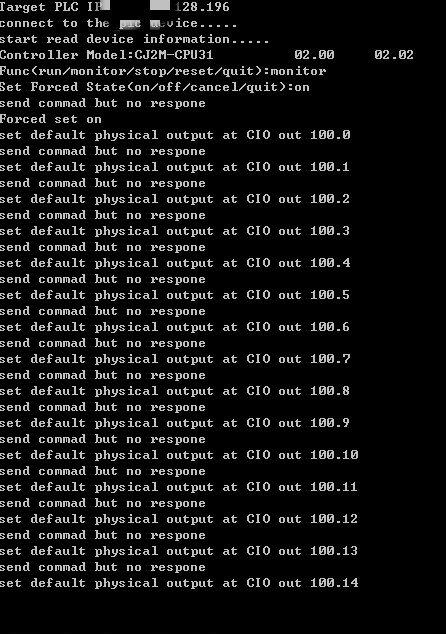 Target PLC IP 128.196
connect to the plc device.....
start read device information.....
Controller Model:CJ2M-CPU31 02.00 02.02
Func(run/monitor/stop/reset/quit):monitor
Set Forced State(on/off/cancel/quit):on
send commad but no respone
Forced set on
set default physical output at CIO out 100.0
send commad but no respone
set default physical output at CIO out 100.1
send commad but no respone
set default physical output at CIO out 100.2
send commad but no respone
set default physical output at CIO out 100.3
send commad but no respone
set default physical output at CIO out 100.4
send commad but no respone
set default physical output at CIO out 100.5
send commad but no respone
set default physical output at CIO out 100.6
send commad but no respone
set default physical output at CIO out 100.7
send commad but no respone
set default physical output at CIO out 100.8
send commad but no respone
set default physical output at CIO out 100.9
send commad but no respone
set default physical output at CIO out 100.10
send commad but no respone
set default physical output at CIO out 100.11
send commad but no respone
set default physical output at CIO out 100.12
send commad but no respone
set default physical output at CIO out 100.13
send commad but no respone
set default physical output at CIO out 100.14